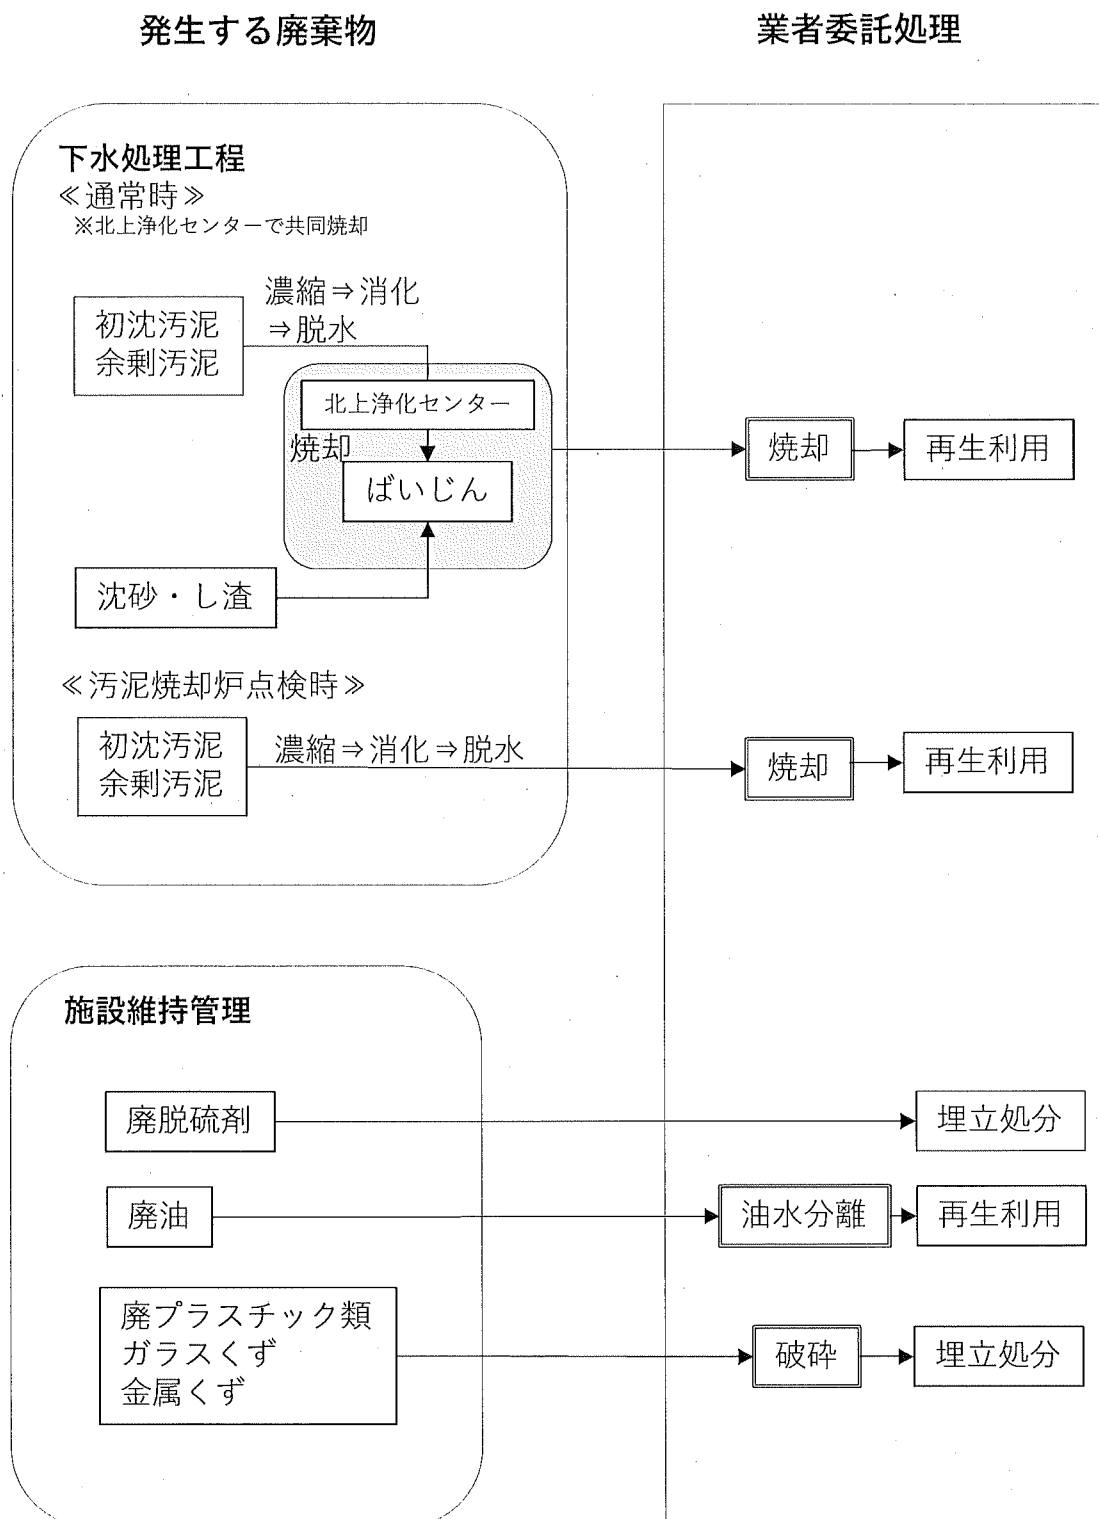 発生する廃棄物
業者委託処理
下水処理工程
≪通常時≫
※北上浄化センターで共同焼却
濃縮⇒消化
⇒脱水
初沈汚泥
余剰汚泥
北上浄化センター
焼却
ばいじん
焼却
再生利用
沈砂・し渣
≪汚泥焼却炉点検時≫
初沈汚泥
余剰汚泥
濃縮⇒消化⇒脱水
焼却
再生利用
施設維持管理
廃脱硫剤
埋立処分
廃油
油水分離
再生利用
廃プラスチック類
ガラスくず
金属くず
破砕
埋立処分